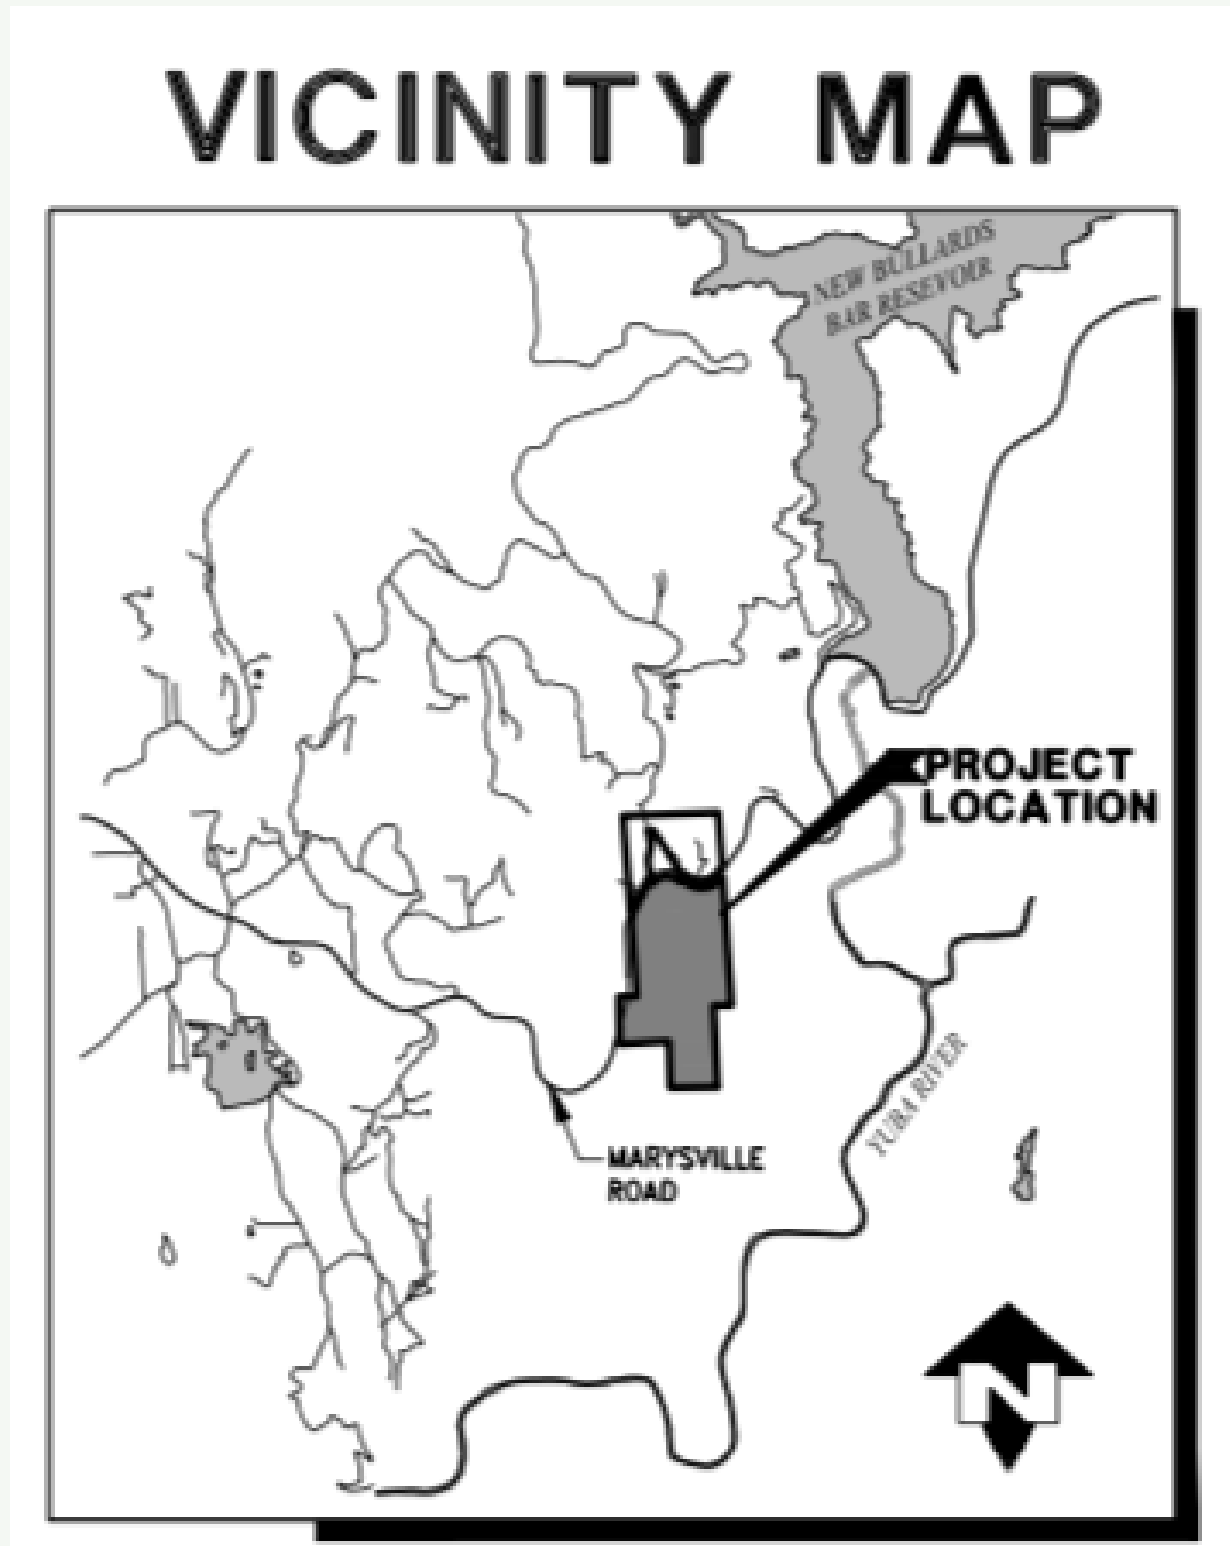 VICINITY MAP
NEW BULLARDS
BAR RESEVOIR
PROJECT
LOCATION
YUBA RIVER
MARYSVILLE
ROAD
N